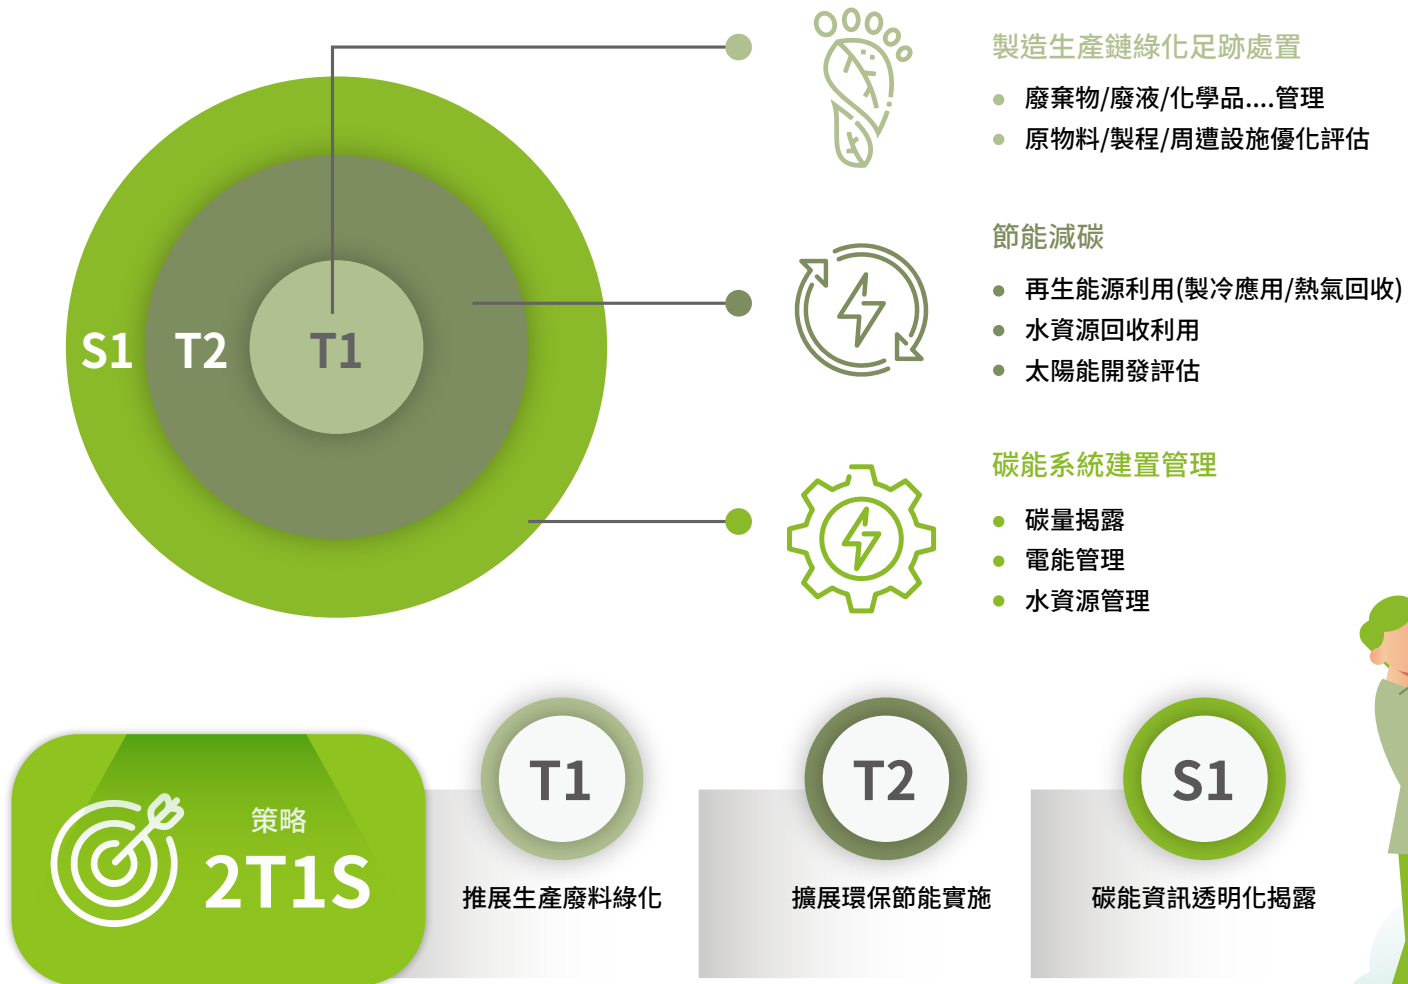 製造生產鏈綠化足跡處置
廢棄物/廢液/化學品....管理
原物料/製程/周遭設施優化評估
節能減碳
再生能源利用(製冷應用/熱氣回收)
水資源回收利用
太陽能開發評估
S1
T2
T1
碳能系統建置管理
碳量揭露
電能管理
水資源管理
策略
2T1S
T1
推展生產廢料綠化
T2
擴展環保節能實施
S1
碳能資訊透明化揭露